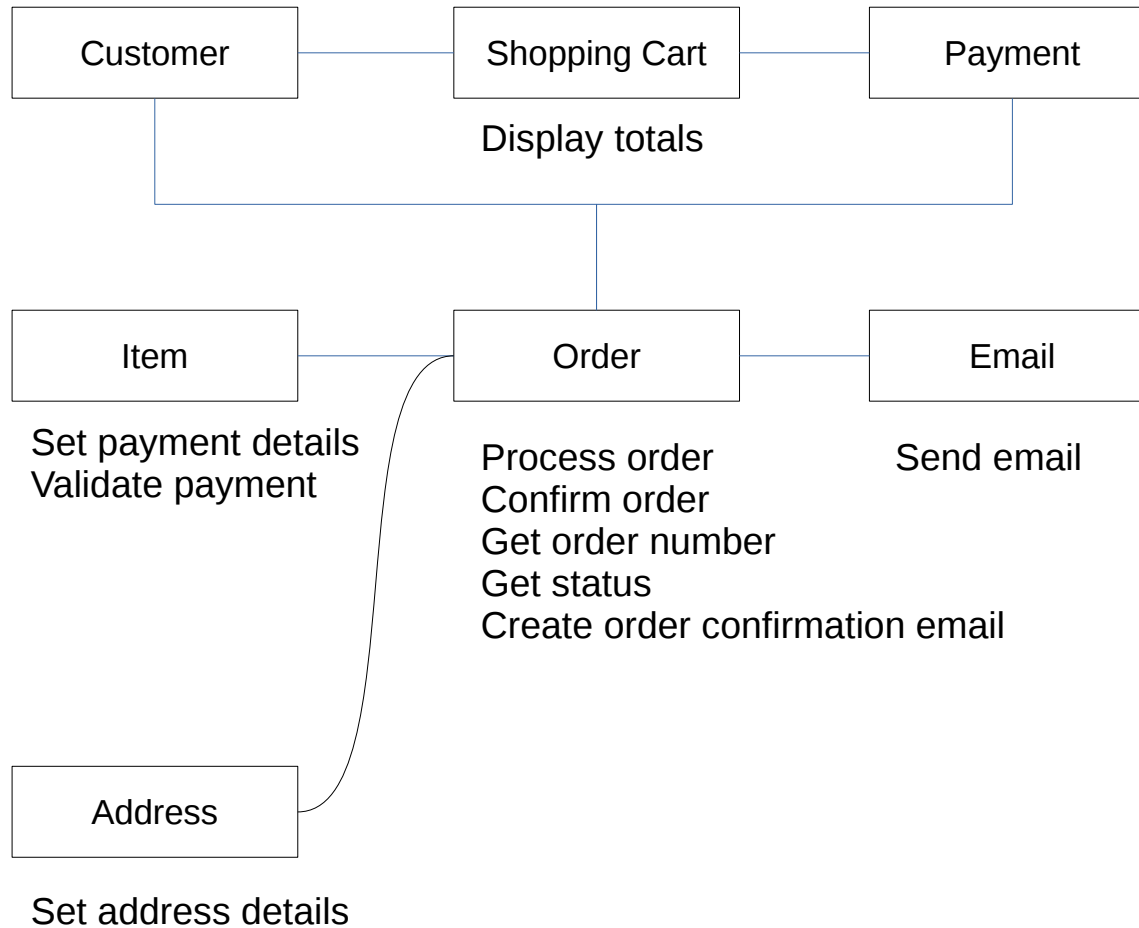 Customer
Shopping Cart
Payment
Display totals
Item
Order
Email
Set payment details
Validate payment
Process order
Confirm order
Get order number
Get status
Create order confirmation email
Send email
Address
Set address details